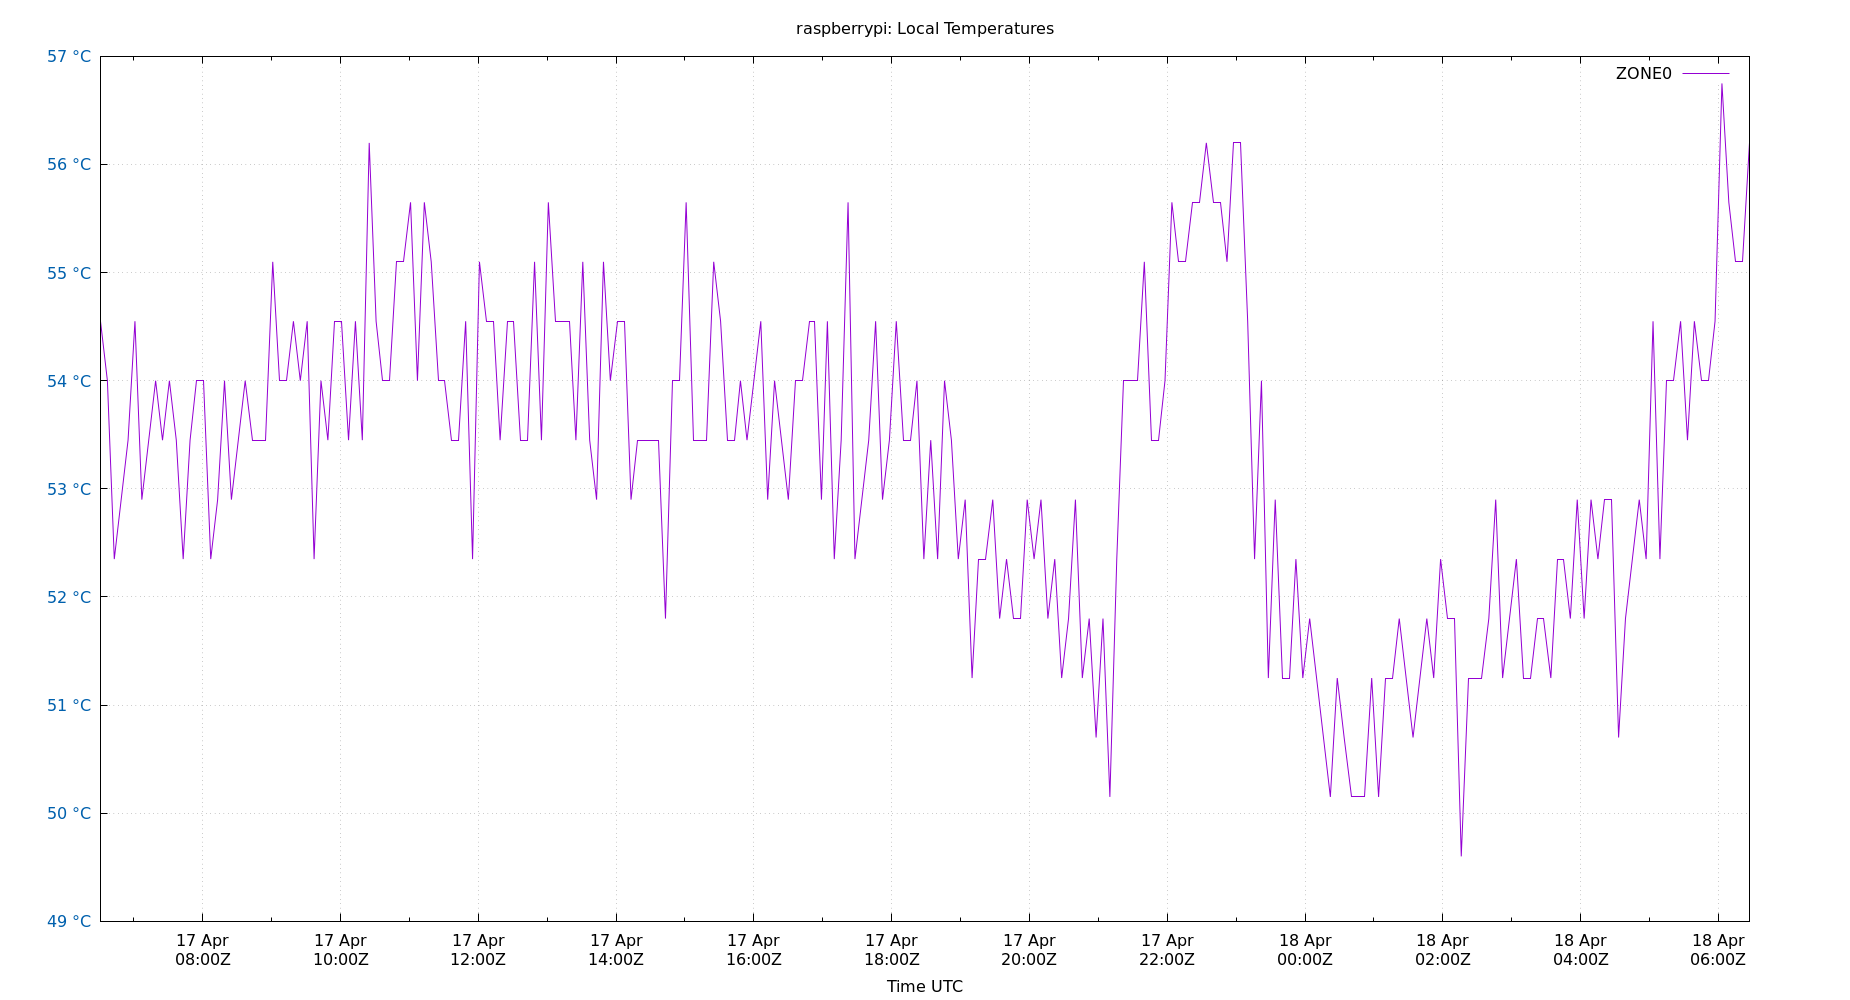 raspberrypi: Local Temperatures
57 °C
ZONE0
56 °C
55 °C
54 °C
53 °C
52 °C
51 °C
50 °C
49 °C
17 Apr 17 Apr 17 Apr 17 Apr 17 Apr 17 Apr 17 Apr 17 Apr 18 Apr 18 Apr 18 Apr 18 Apr
08:00Z 10:00Z 12:00Z 14:00Z 16:00Z 18:00Z 20:00Z 22:00Z 00:00Z 02:00Z 04:00Z 06:00Z
Time UTC